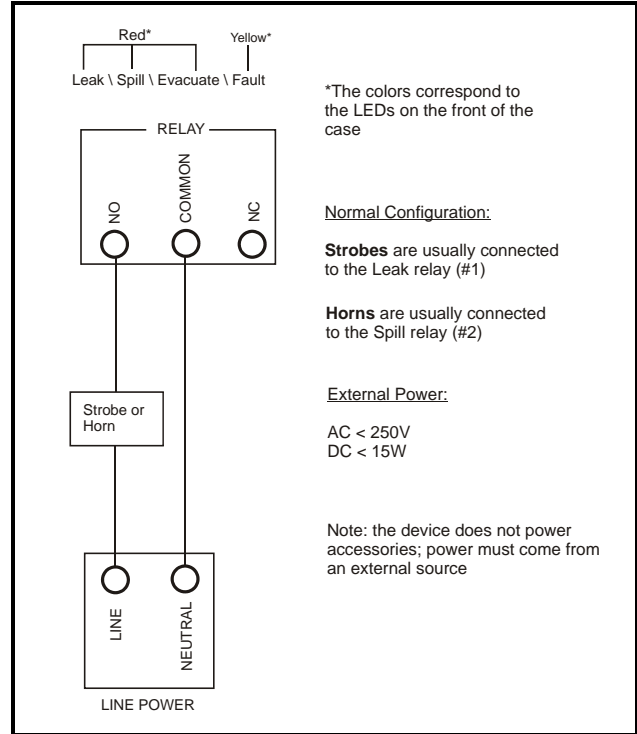 Red*
Yellow*
Leak \ Spill \ Evacuate \ Fault
RELAY
NO
COMMON
NC
Strobe or
Horn
LINE
NEUTRAL
LINE POWER
*The colors correspond to
the LEDs on the front of the
case
Normal Configuration:
Strobes are usually connected
to the Leak relay (#1)
Horns are usually connected
to the Spill relay (#2)
External Power:
AC < 250V
DC < 15W
Note: the device does not power
accessories; power must come from
an external source